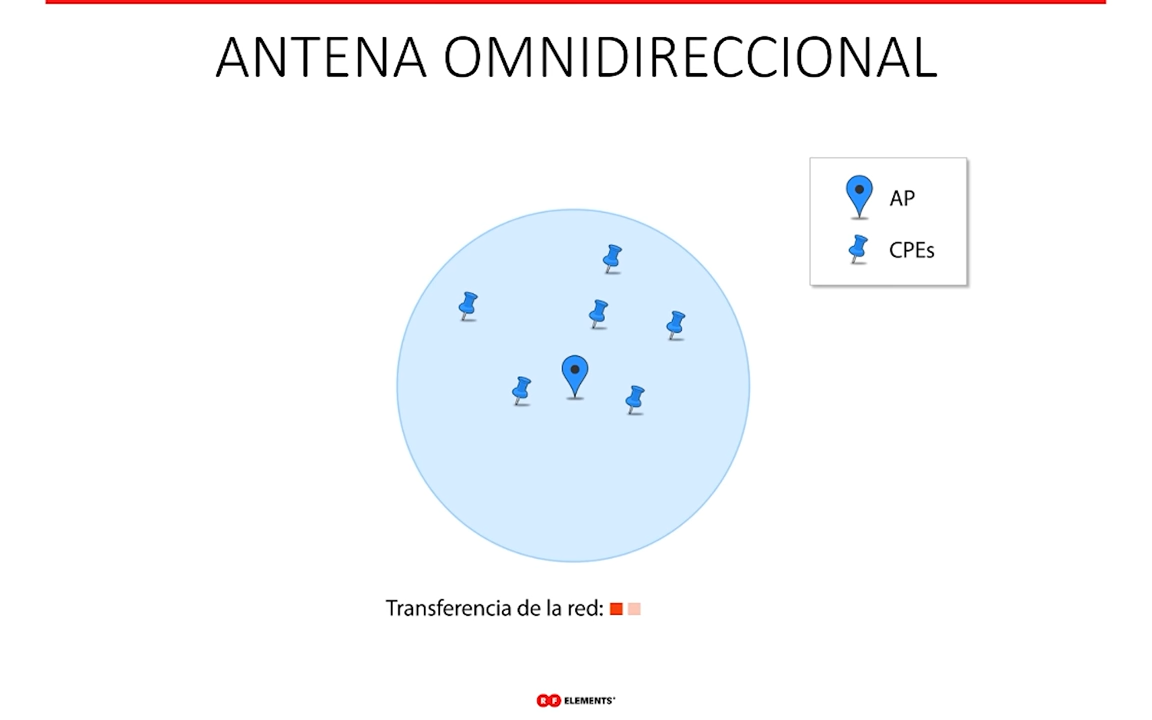 ANTENA OMNIDIRECCIONAL
AP
CPEs
Transferencia de la red:
RF ELEMENTS